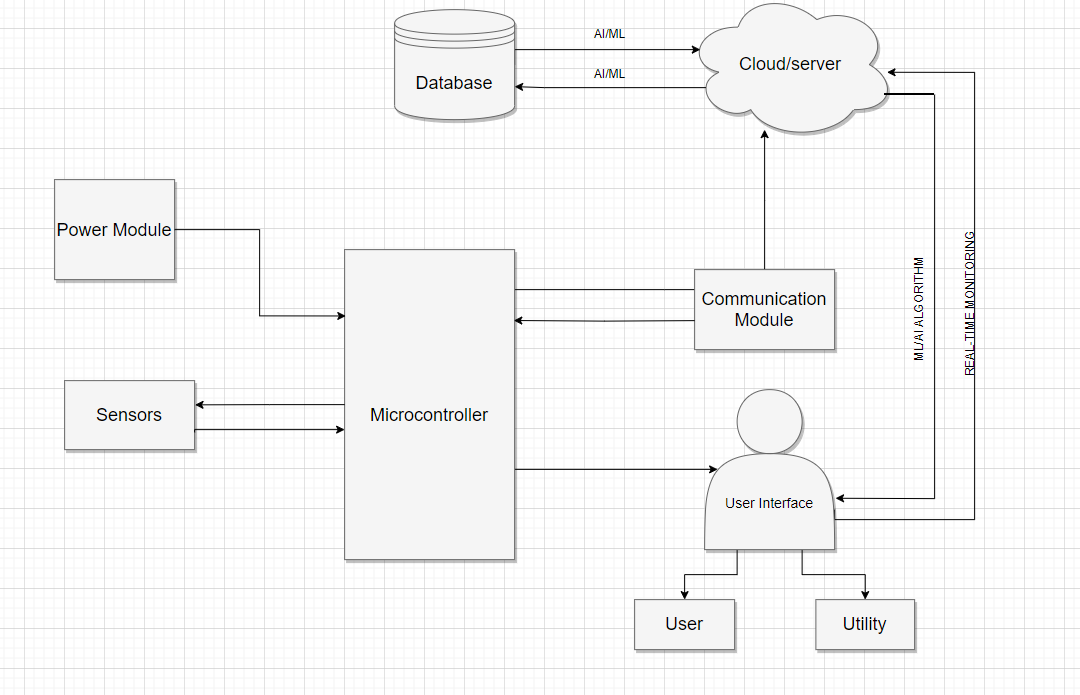 AI/ML
Cloud/server
AI/ML
Database
Power Module
Communication
Module
ML/AI ALGORITHM
REAL-TIME MONITORING
Sensors
Microcontroller
User Interface
User
Utility